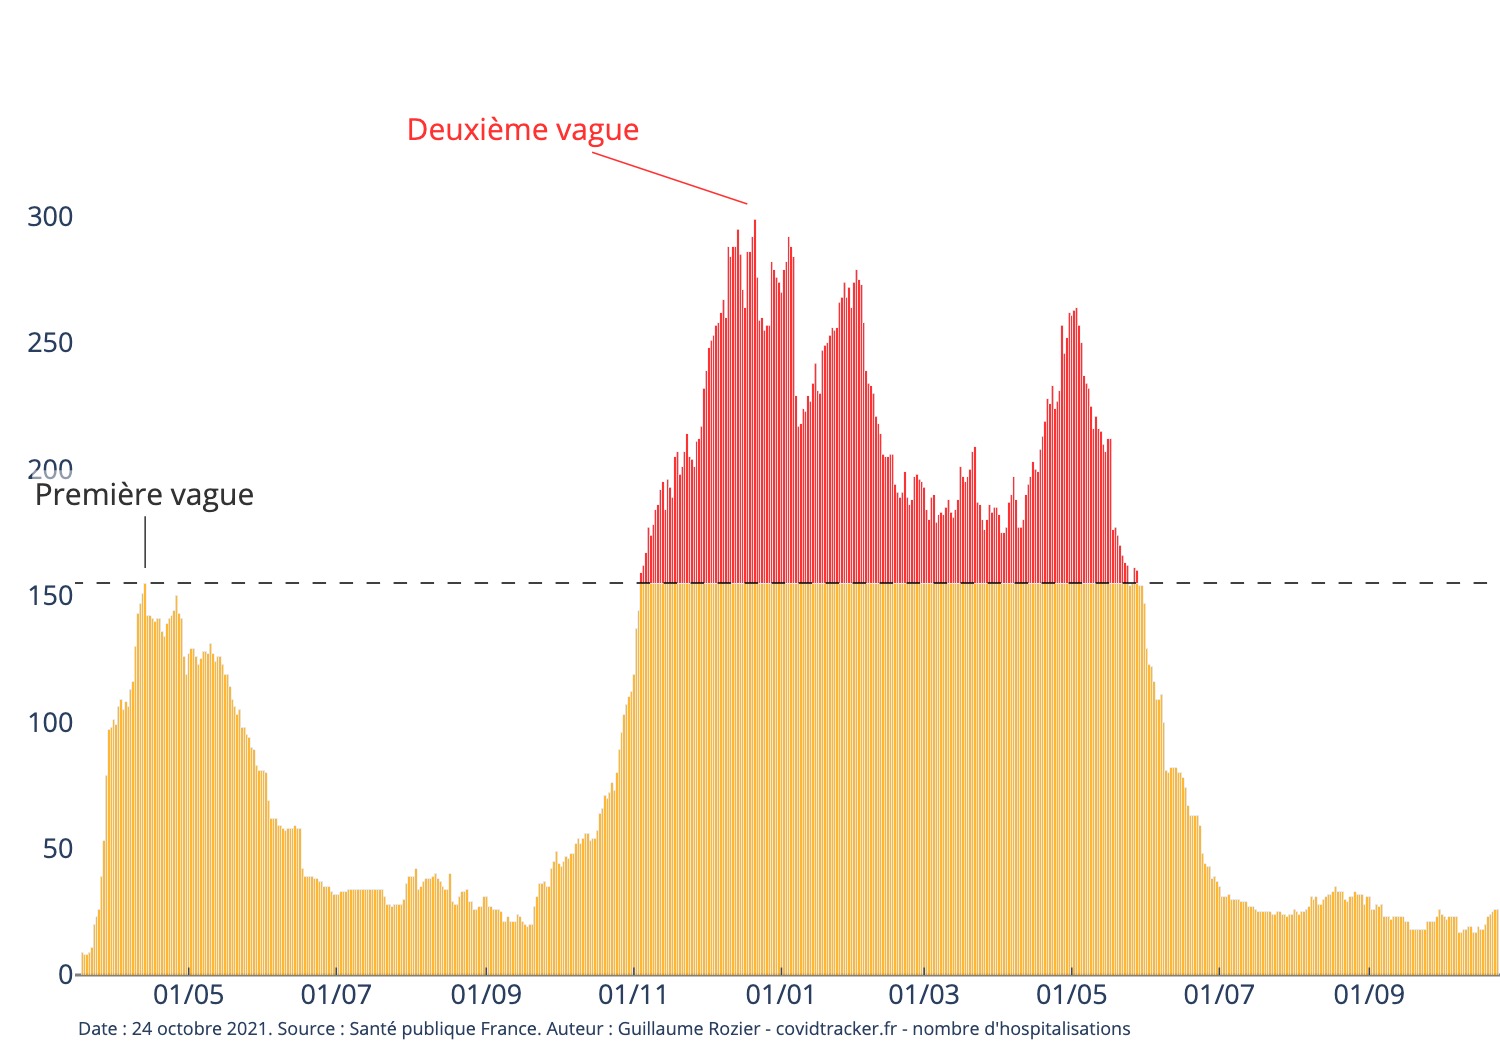 Deuxième vague
300
250
200
Première vague
150
100
50
0
01/05 01/07 01/09 01/11 01/01 01/03 01/05 01/07 01/09
Date : 24 octobre 2021. Source : Santé publique France. Auteur : Guillaume Rozier - covidtracker.fr - nombre d'hospitalisations